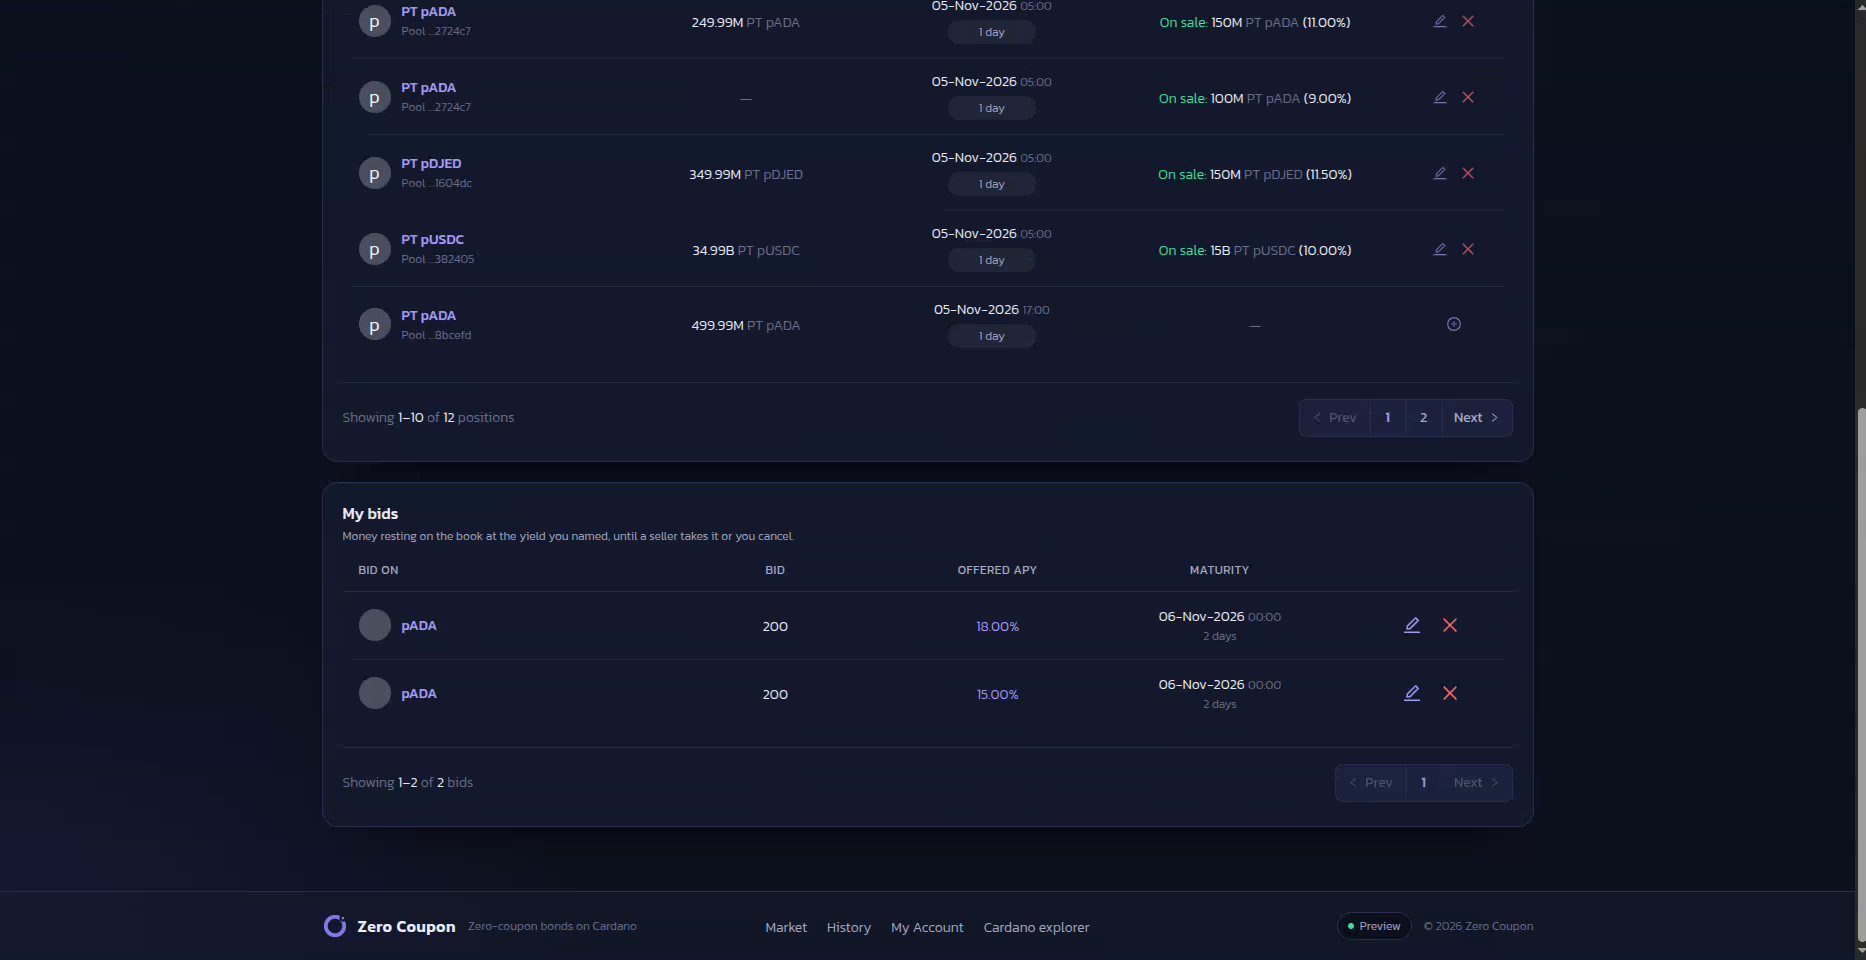 PT pADA
Pool ...2724c7
249.99M PT pADA
05-Nov-2026 05:00
1 day
On sale: 150M PT pADA (11.00%)
p
PT pADA
Pool ...2724c7
—
05-Nov-2026 05:00
1 day
On sale: 100M PT pADA (9.00%)
p
PT pDJED
Pool ...1604dc
349.99M PT pDJED
05-Nov-2026 05:00
1 day
On sale: 150M PT pDJED (11.50%)
p
PT pUSDC
Pool ...382405
34.99B PT pUSDC
05-Nov-2026 05:00
1 day
On sale: 15B PT pUSDC (10.00%)
p
PT pADA
Pool ...8bcefd
499.99M PT pADA
05-Nov-2026 17:00
1 day
—
p
Showing 1–10 of 12 positions
< Prev 1 2 Next >
My bids
Money resting on the book at the yield you named, until a seller takes it or you cancel.
BID ON BID OFFERED APY MATURITY
pADA 200 18.00% 06-Nov-2026 00:00
2 days
pADA 200 15.00% 06-Nov-2026 00:00
2 days
Showing 1–2 of 2 bids
< Prev 1 Next >
Zero Coupon Zero-coupon bonds on Cardano Market History My Account Cardano explorer Preview © 2026 Zero Coupon